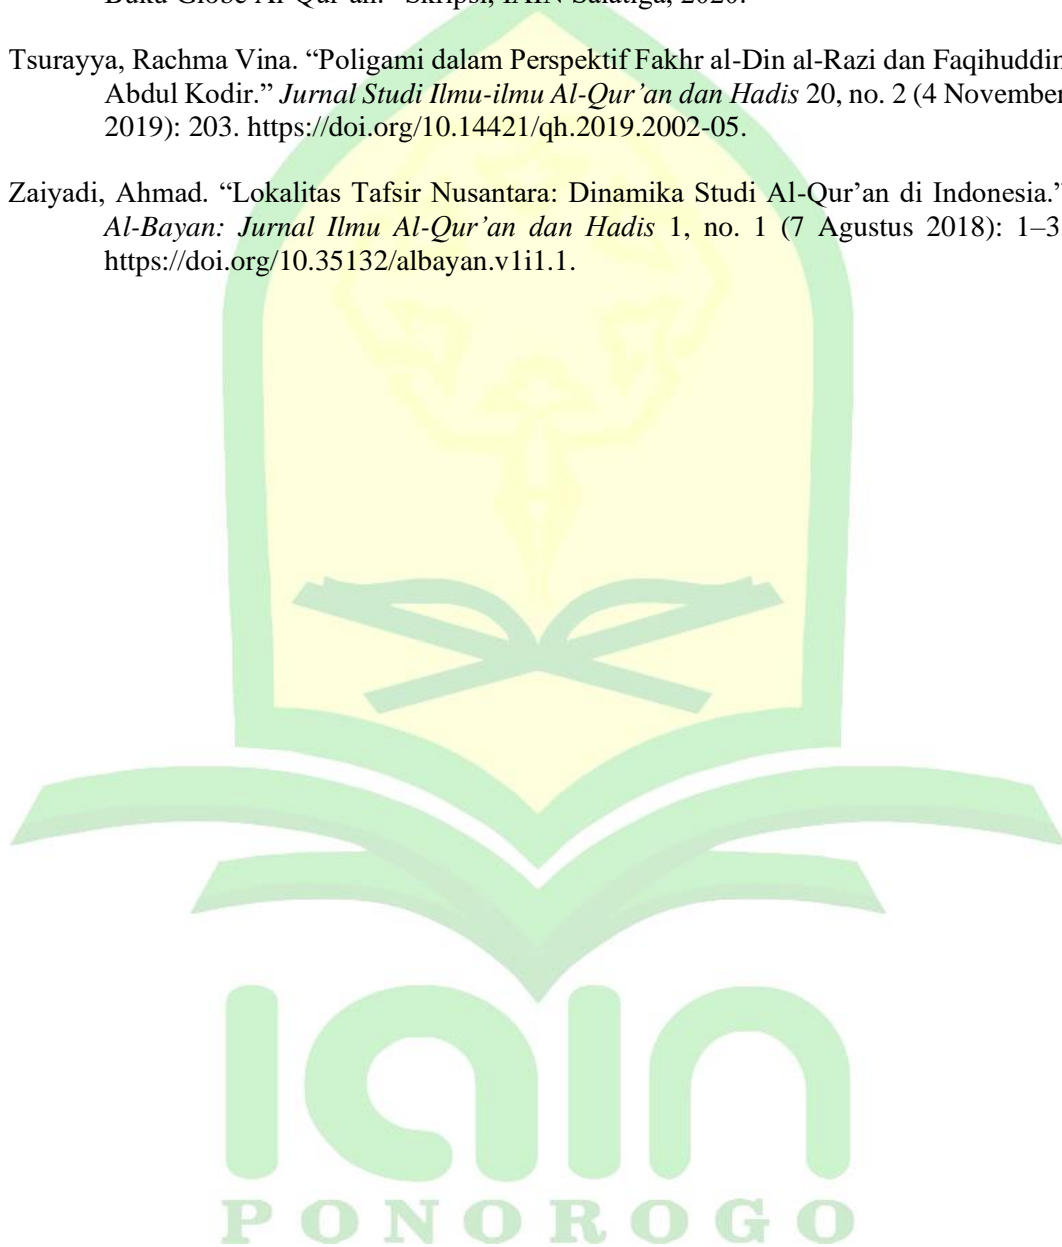 Buku Globe Al-Qur’an.” Skripsi, IAIN Salatiga, 2020.
Tsurayya, Rachma Vina. “Poligami dalam Perspektif Fakhr al-Din al-Razi dan Faqihuddin
Abdul Kodir.” Jurnal Studi Ilmu-ilmu Al-Qur’an dan Hadis 20, no. 2 (4 November
2019): 203. https://doi.org/10.14421/qh.2019.2002-05.
Zaiyadi, Ahmad. “Lokalitas Tafsir Nusantara: Dinamika Studi Al-Qur’an di Indonesia.”
Al-Bayan: Jurnal Ilmu Al-Qur’an dan Hadis 1, no. 1 (7 Agustus 2018): 1–3
https://doi.org/10.35132/albayan.v1i1.1.
iain
PONOROGO